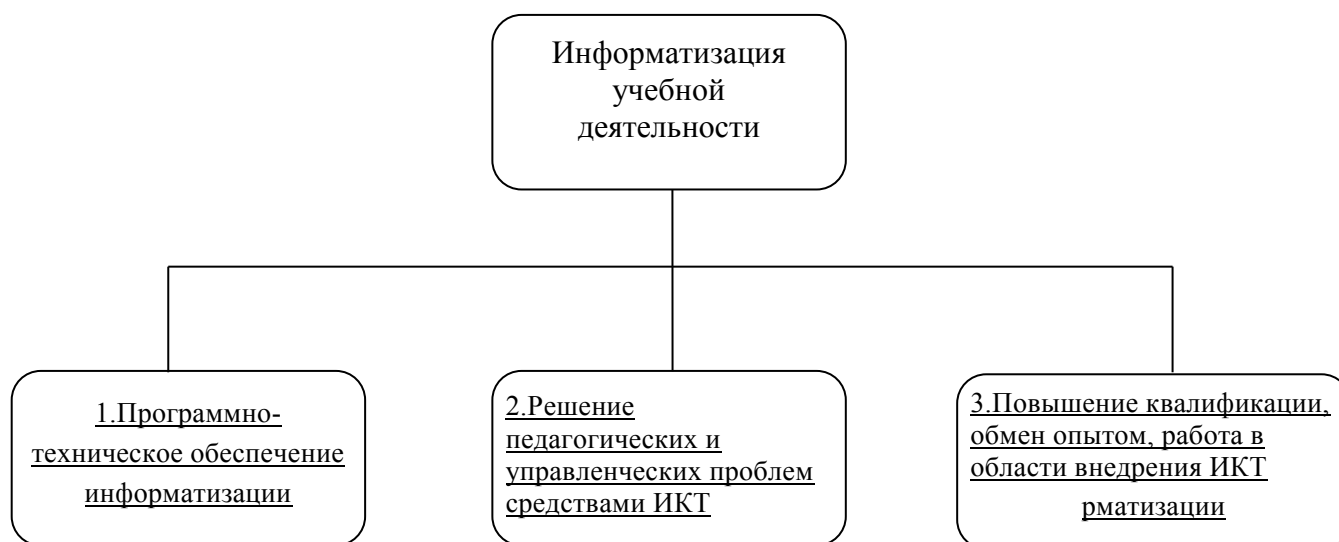 Информатизация
учебной
деятельности
1.Программно-
техническое обеспечение
информатизации
2.Решение
педагогических и
управленческих проблем
средствами ИКТ
3.Повышение квалификации,
обмен опытом, работа в
области внедрения ИКТ
рматизации